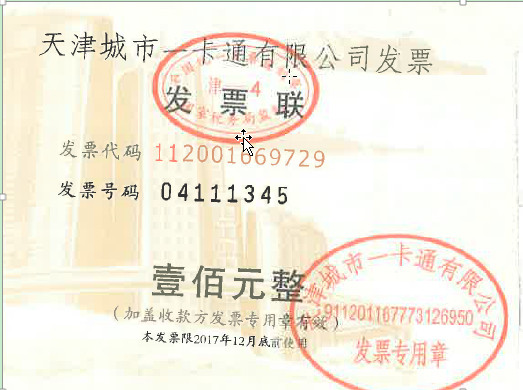 天津城市一卡通有限公司发票
津 4
发票联
发票代码 112001669729
发票号码 04111345
壹佰元整
(加盖收款方发票专用章有效)
本发票限2017年12月底前使用
天津城市一卡通有限公司
911201167773126950
发票专用章